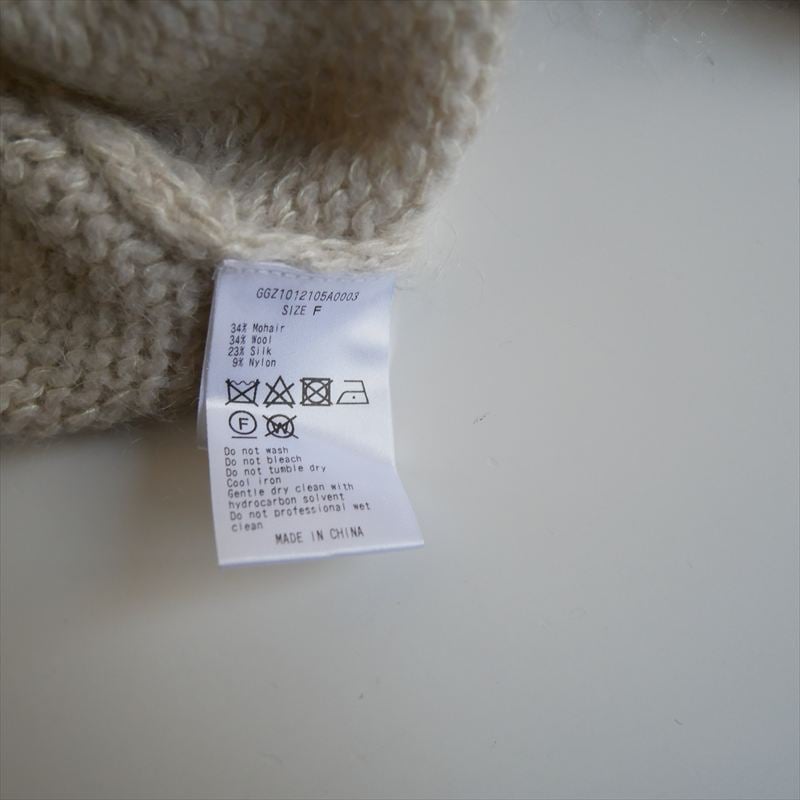 GGZ1012105A0003
SIZE F
34% Mohair
34% Wool
23% Silk
9% Nylon
F
W
Do not wash
Do not bleach
Do not tumble dry
Cool iron
Gentle dry clean with
hydrocarbon solvent
Do not professional wet
clean
MADE IN CHINA